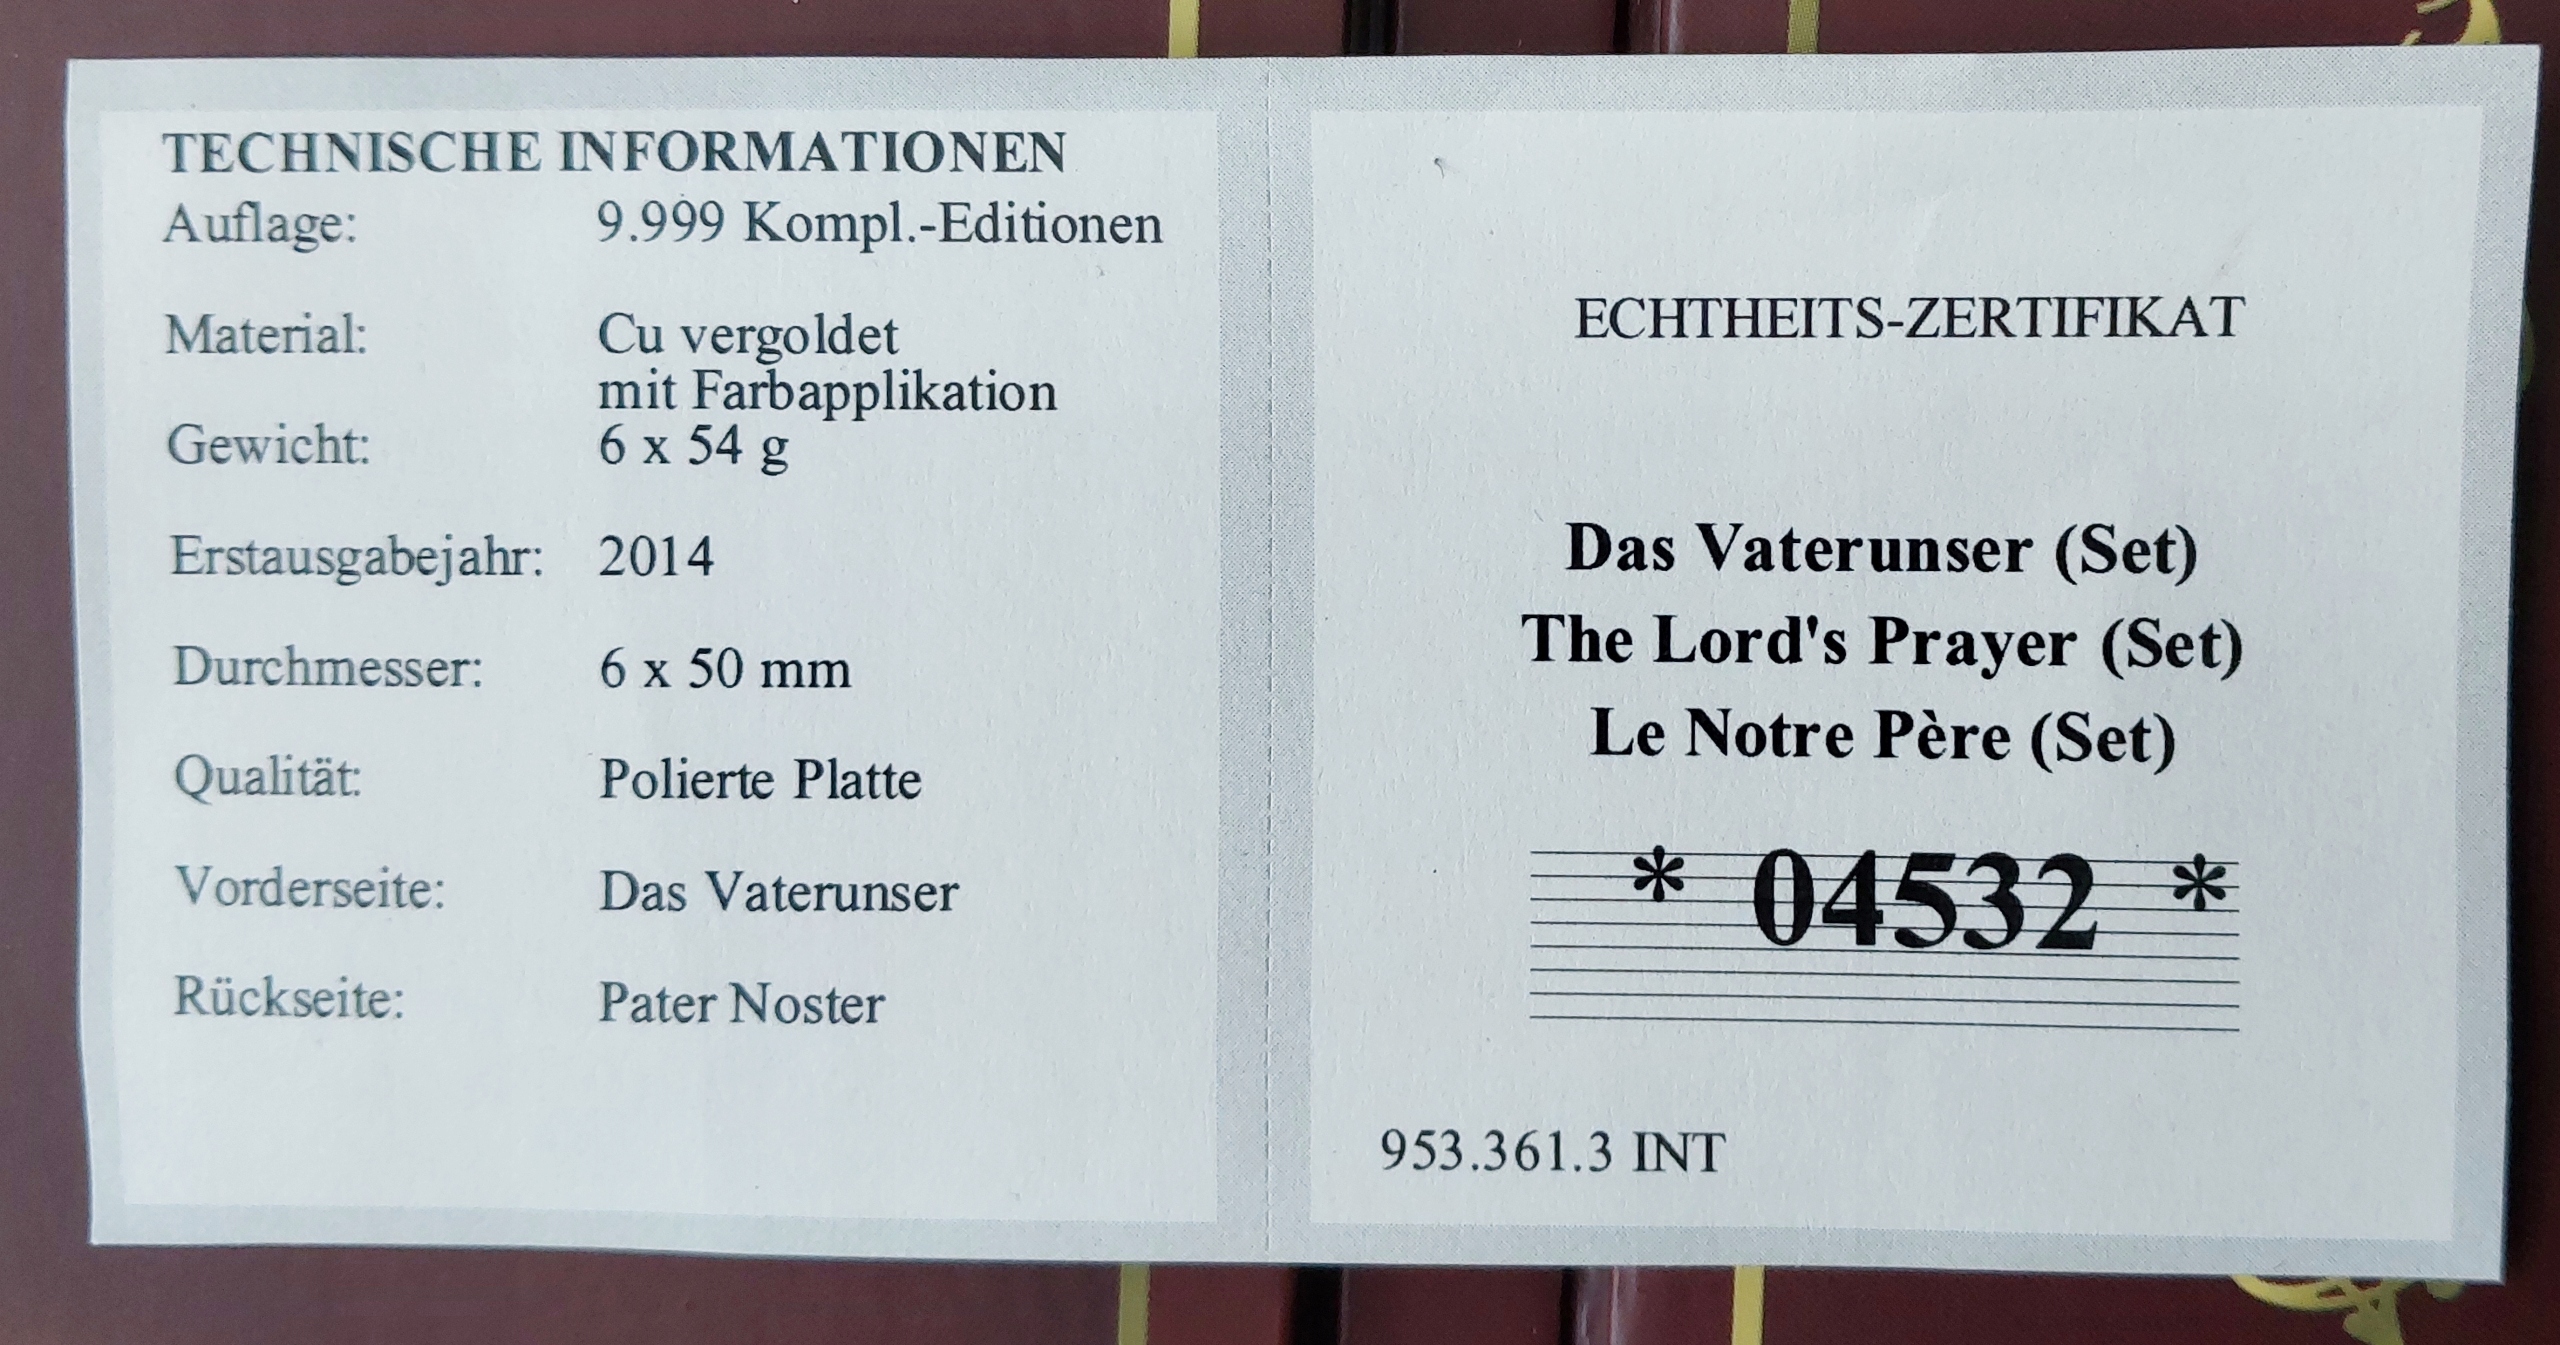 TECHNISCHE INFORMATIONEN
Auflage: 9.999 Kompl.-Editionen
Material: Cu vergoldet
mit Farbapplikation
Gewicht: 6 x 54 g
Erstausgabejahr: 2014
Durchmesser: 6 x 50 mm
Qualität: Polierte Platte
Vorderseite: Das Vaterunser
Rückseite: Pater Noster
ECHTHEITS-ZERTIFIKAT
Das Vaterunser (Set)
The Lord's Prayer (Set)
Le Notre Père (Set)
* 04532 *
953.361.3 INT